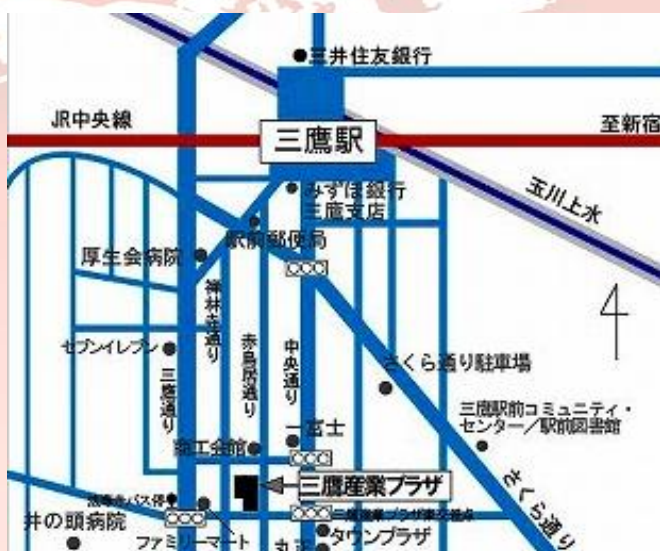 三井住友銀行
JR中央線
至新宿
三鷹駅
みずほ銀行
三鷹支店
玉川上水
駅前郵便局
厚生会病院
禅林寺通り
セブンイレブン
赤鳥居通り
中央通り
さくら通り駐車場
三鷹通り
三鷹駅前コミュニティ・
センター/駅前図書館
一富士
商工会館
三鷹産業プラザ
さくら通り
井の頭病院
ファミリーマート
タウンプラザ